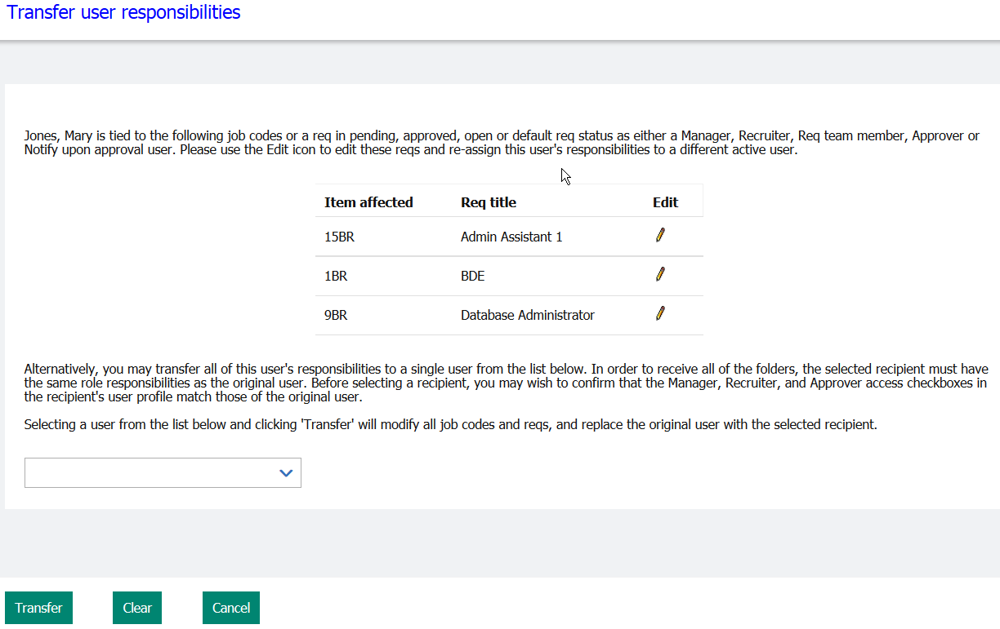 Transfer user responsibilities
Jones, Mary is tied to the following job codes or a req in pending, approved, open or default req status as either a Manager, Recruiter, Req team member, Approver or
Notify upon approval user. Please use the Edit icon to edit these reqs and re-assign this user's responsibilities to a different active user.
Item affected Req title Edit
15BR Admin Assistant 1
1BR BDE
9BR Database Administrator
Alternatively, you may transfer all of this user's responsibilities to a single user from the list below. In order to receive all of the folders, the selected recipient must have
the same role responsibilities as the original user. Before selecting a recipient, you may wish to confirm that the Manager, Recruiter, and Approver access checkboxes in
the recipient's user profile match those of the original user.
Selecting a user from the list below and clicking 'Transfer' will modify all job codes and reqs, and replace the original user with the selected recipient.
Transfer Clear Cancel